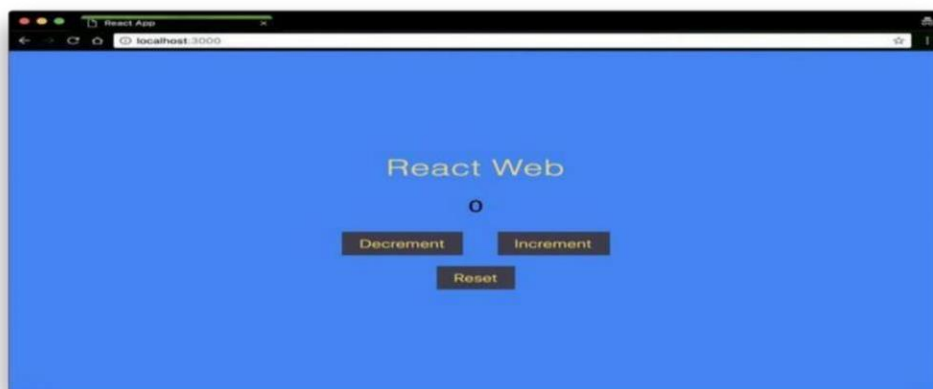 React App
localhost:3000
React Web
0
Decrement Increment
Reset